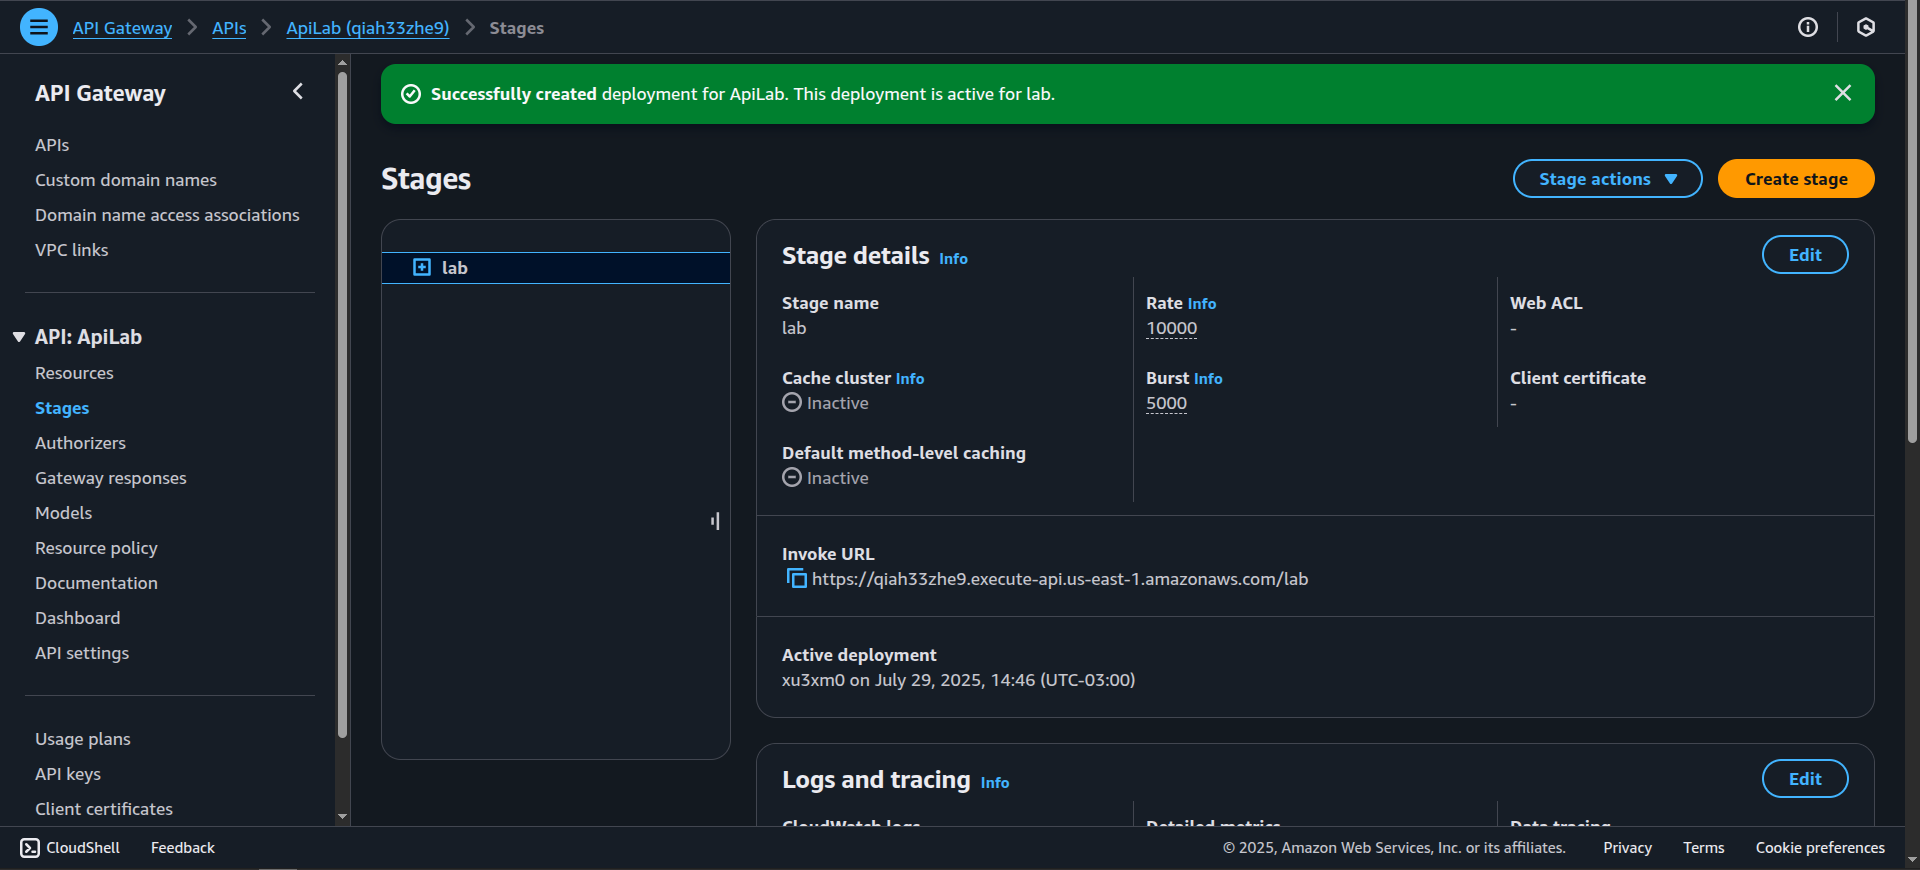 API Gateway > APIs > ApiLab (qiah33zhe9) > Stages
API Gateway
APIs
Custom domain names
Domain name access associations
VPC links
API: ApiLab
Resources
Stages
Authorizers
Gateway responses
Models
Resource policy
Documentation
Dashboard
API settings
Usage plans
API keys
Client certificates
Successfully created deployment for ApiLab. This deployment is active for lab.
Stages
Stage actions
Create stage
lab
Stage details Info
Edit
Stage name
lab
Rate Info
10000
Web ACL
-
Cache cluster Info
Inactive
Burst Info
5000
Client certificate
-
Default method-level caching
Inactive
Invoke URL
https://qiah33zhe9.execute-api.us-east-1.amazonaws.com/lab
Active deployment
xu3xm0 on July 29, 2025, 14:46 (UTC-03:00)
Logs and tracing Info
Edit
CloudWatch logs
Detailed metrics
Data tracing
CloudShell
Feedback
© 2025, Amazon Web Services, Inc. or its affiliates.
Privacy
Terms
Cookie preferences